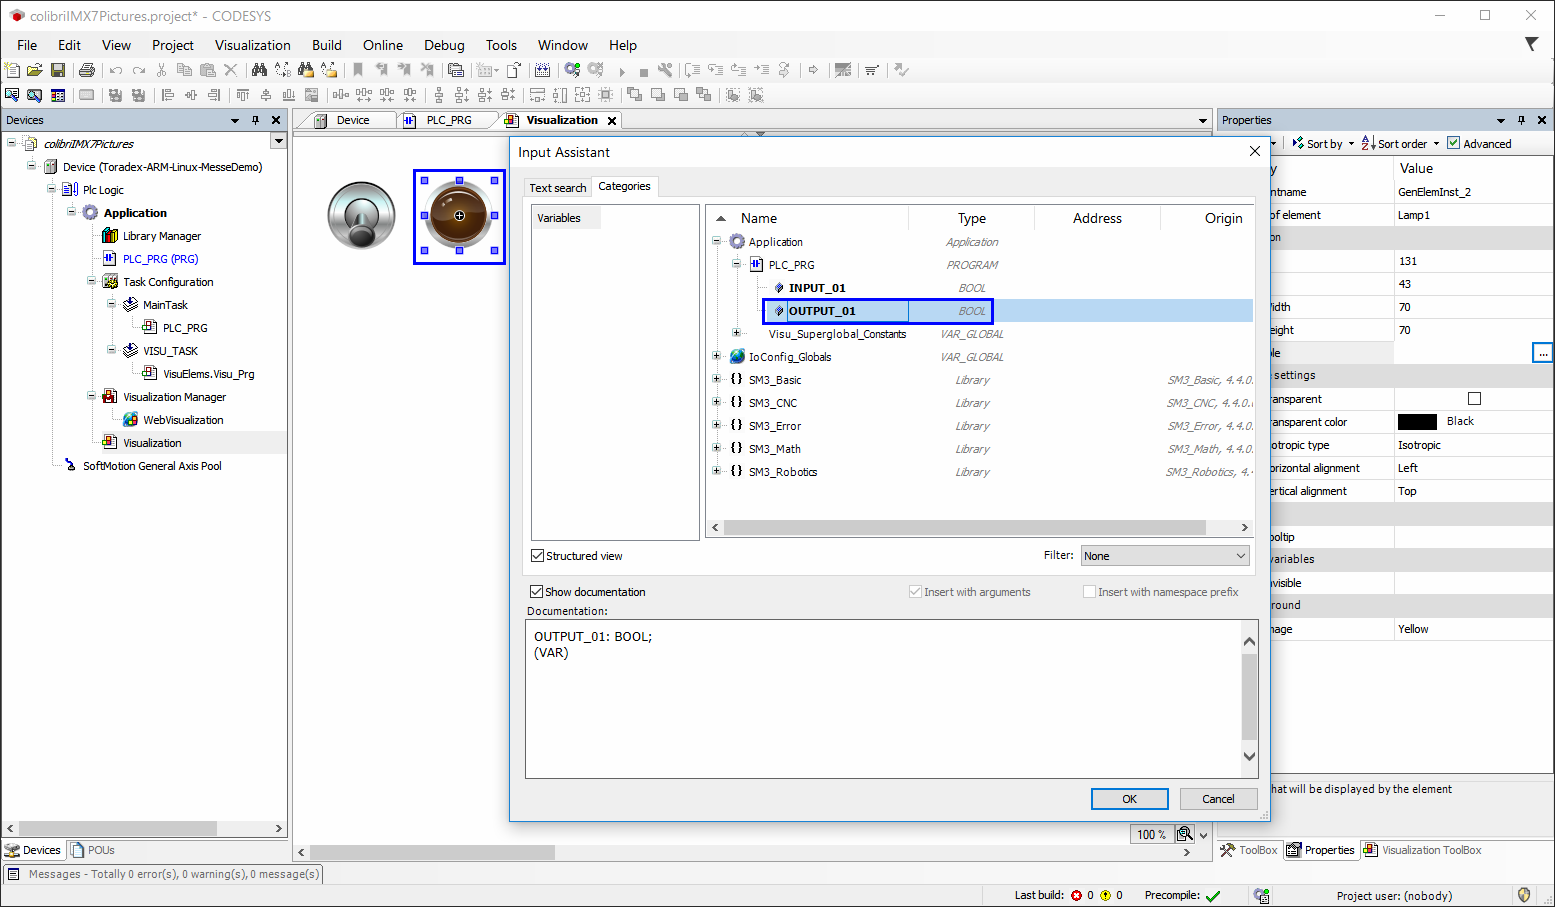 colibriIMX7Pictures.project* - CODESYS
File Edit View Project Visualization Build Online Debug Tools Window Help
Devices
colibriIMX7Pictures
Device (Toradex-ARM-Linux-MesseDemo)
Plc Logic
Application
Library Manager
PLC_PRG (PRG)
Task Configuration
MainTask
PLC_PRG
VISU_TASK
VisuElems.Visu_Prg
Visualization Manager
WebVisualization
Visualization
SoftMotion General Axis Pool
Devices POUs
Device PLC_PRG Visualization
Input Assistant
Text search Categories
Variables
Name Type Address Origin
Application Application
PLC_PRG PROGRAM
INPUT_01 BOOL
OUTPUT_01 BOOL
Visu_Superglobal_Constants VAR_GLOBAL
IoConfig_Globals VAR_GLOBAL
{} SM3_Basic Library SM3_Basic, 4.4.0.
{} SM3_CNC Library SM3_CNC, 4.4.0.
{} SM3_Error Library SM3_Error, 4.4.0.
{} SM3_Math Library SM3_Math, 4.4.0.
{} SM3_Robotics Library SM3_Robotics, 4.
Structured view
Filter: None
Show documentation Insert with arguments Insert with namespace prefix
Documentation:
OUTPUT_01: BOOL;
(VAR)
OK Cancel
100 %
Properties
Sort by Sort order Advanced
y Value
ntname GenElemInst_2
of element Lamp1
on
131
43
idth 70
eight 70
le ...
settings
ransparent
ransparent color Black
otropic type Isotropic
orizontal alignment Left
ertical alignment Top
ooltip
variables
visible
round
mage Yellow
hat will be displayed by the element
ToolBox Properties Visualization ToolBox
Messages - Totally 0 error(s), 0 warning(s), 0 message(s)
Last build: 0 0 Precompile: Project user: (nobody)